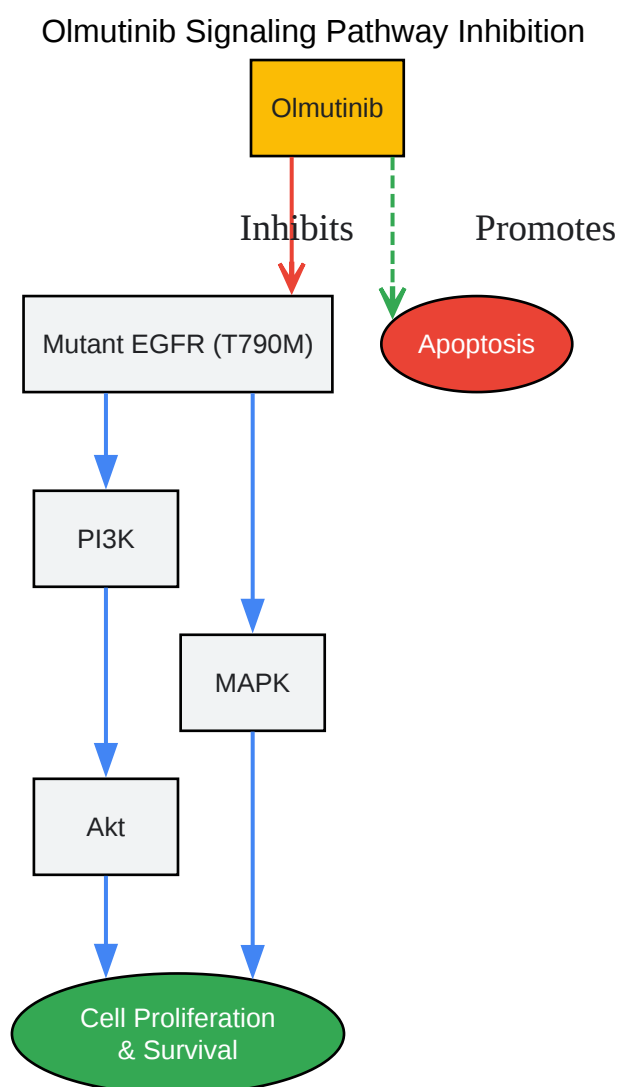 Olmutinib Signaling Pathway Inhibition
Olmutinib
Inhibits
Promotes
Mutant EGFR (T790M)
Apoptosis
PI3K
MAPK
Akt
Cell Proliferation
& Survival